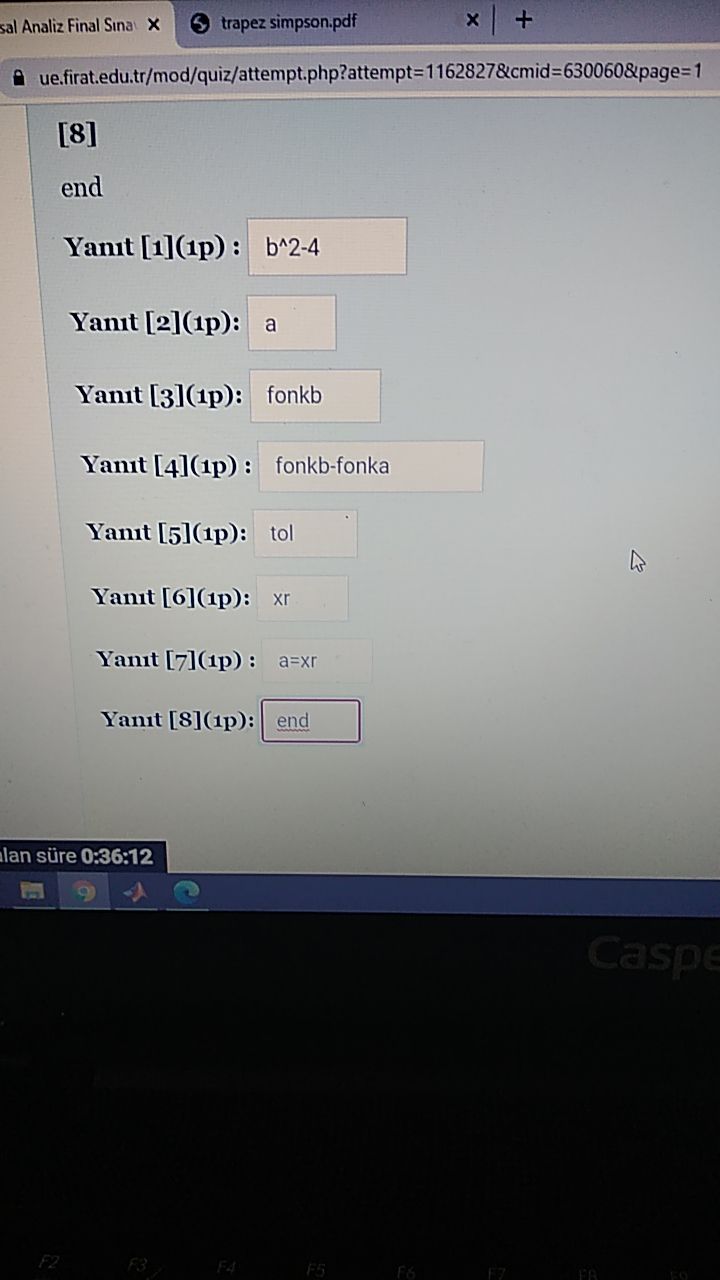 sal Analiz Final Sına ×
trapez simpson.pdf × +
ue.firat.edu.tr/mod/quiz/attempt.php?attempt=1162827&cmid=630060&page=1
[8]
end
Yanıt [1](1p) : b^2-4
Yanıt [2](1p): a
Yanıt [3](1p): fonkb
Yanıt [4](1p) : fonkb-fonka
Yanıt [5](1p): tol
Yanıt [6](1p): xr
Yanıt [7](1p) : a=xr
Yanıt [8](1p): end
alan süre 0:36:12
Caspe
F2 F3 F4 F5 F6 F7 F8 F9